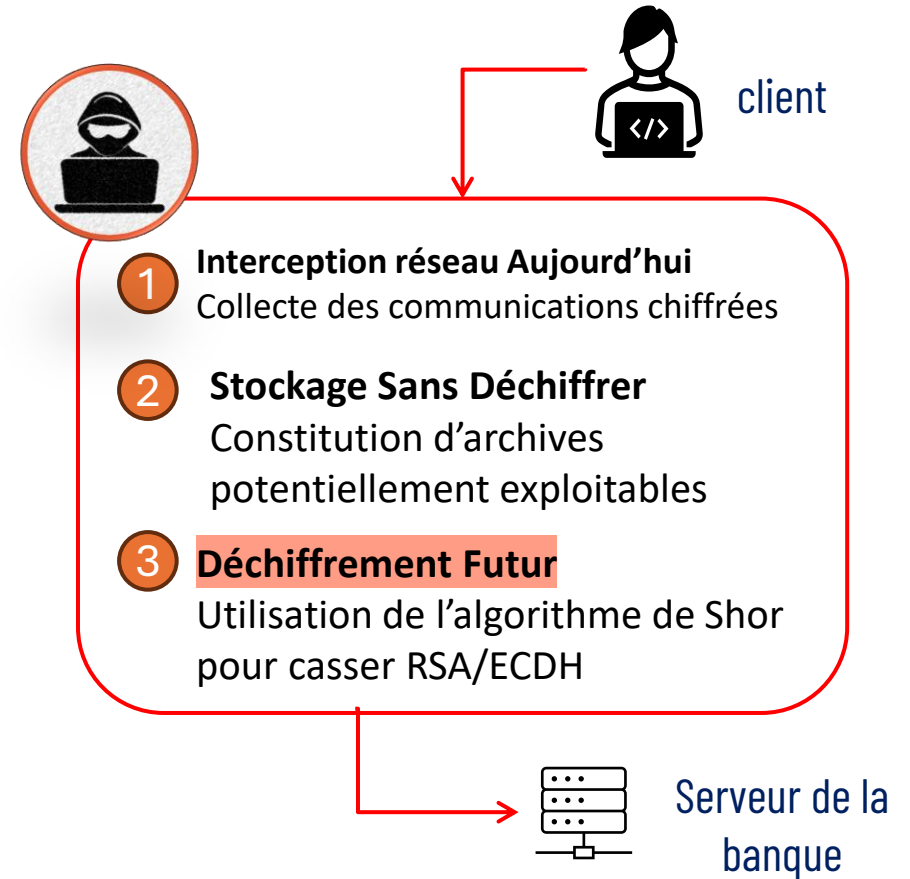 client
</>
1
Interception réseau Aujourd’hui
Collecte des communications chiffrées
2
Stockage Sans Déchiffrer
Constitution d’archives
potentiellement exploitables
3
Déchiffrement Futur
Utilisation de l’algorithme de Shor
pour casser RSA/ECDH
Serveur de la
banque